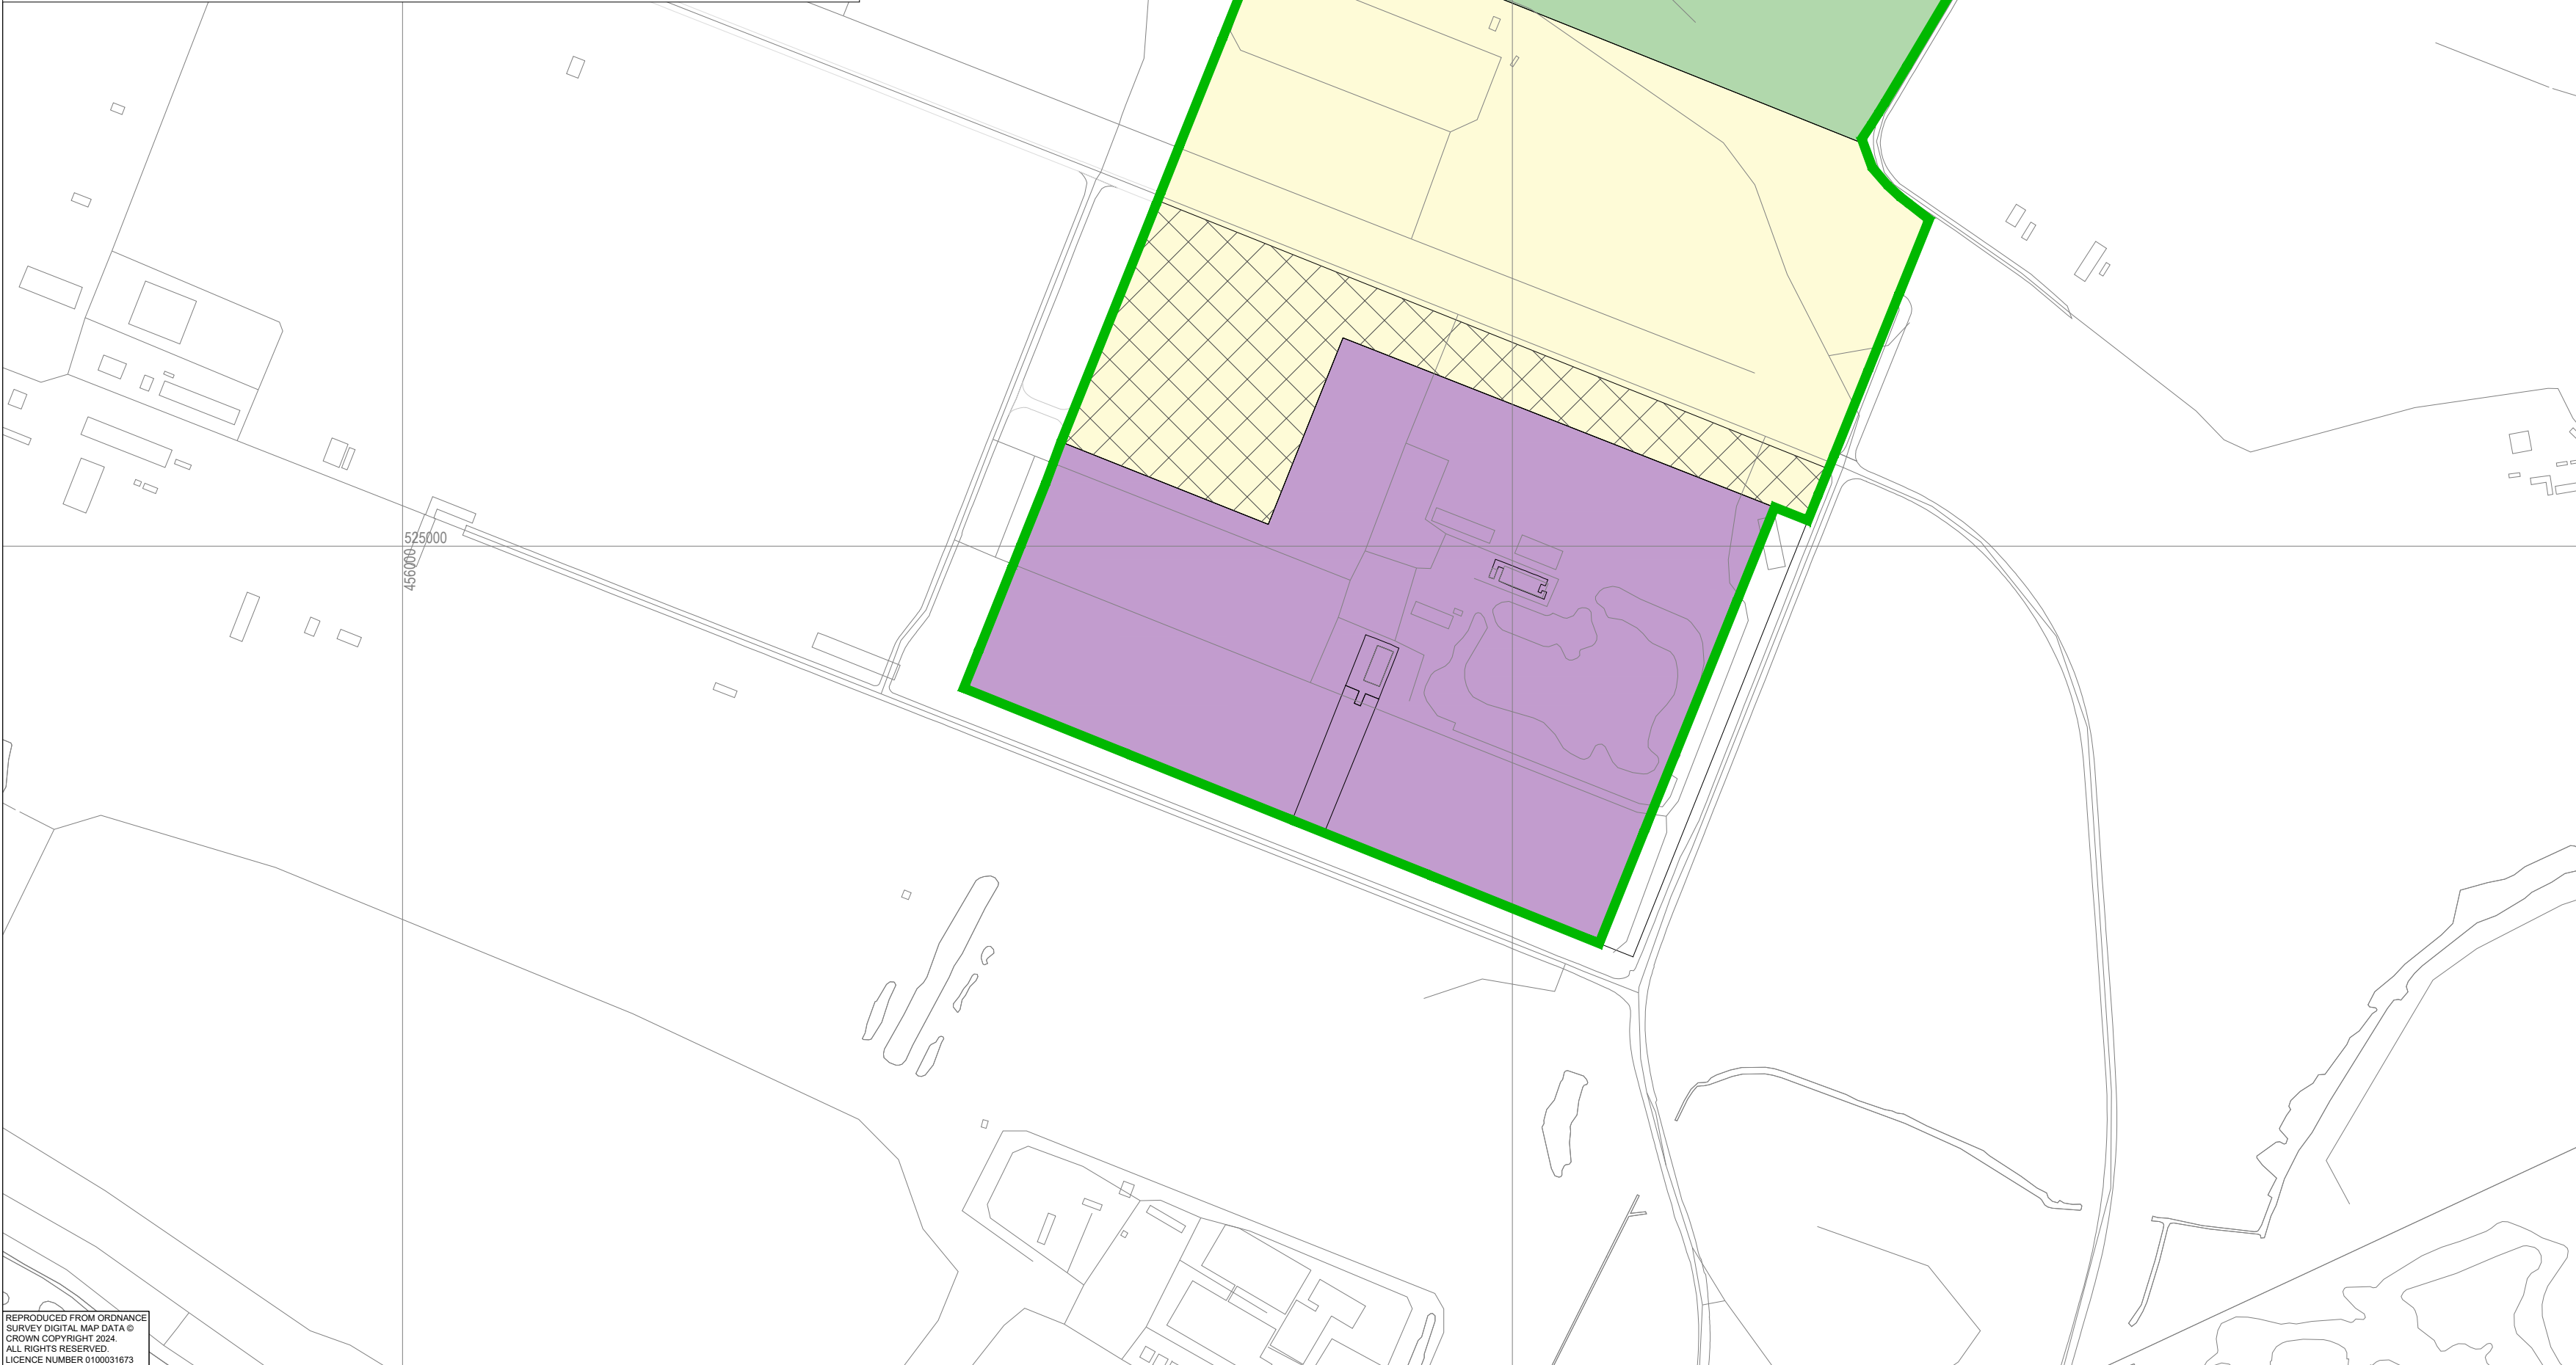 525000
456000
REPRODUCED FROM ORDNANCE
SURVEY DIGITAL MAP DATA ©
CROWN COPYRIGHT 2024.
ALL RIGHTS RESERVED.
LICENCE NUMBER 0100031673